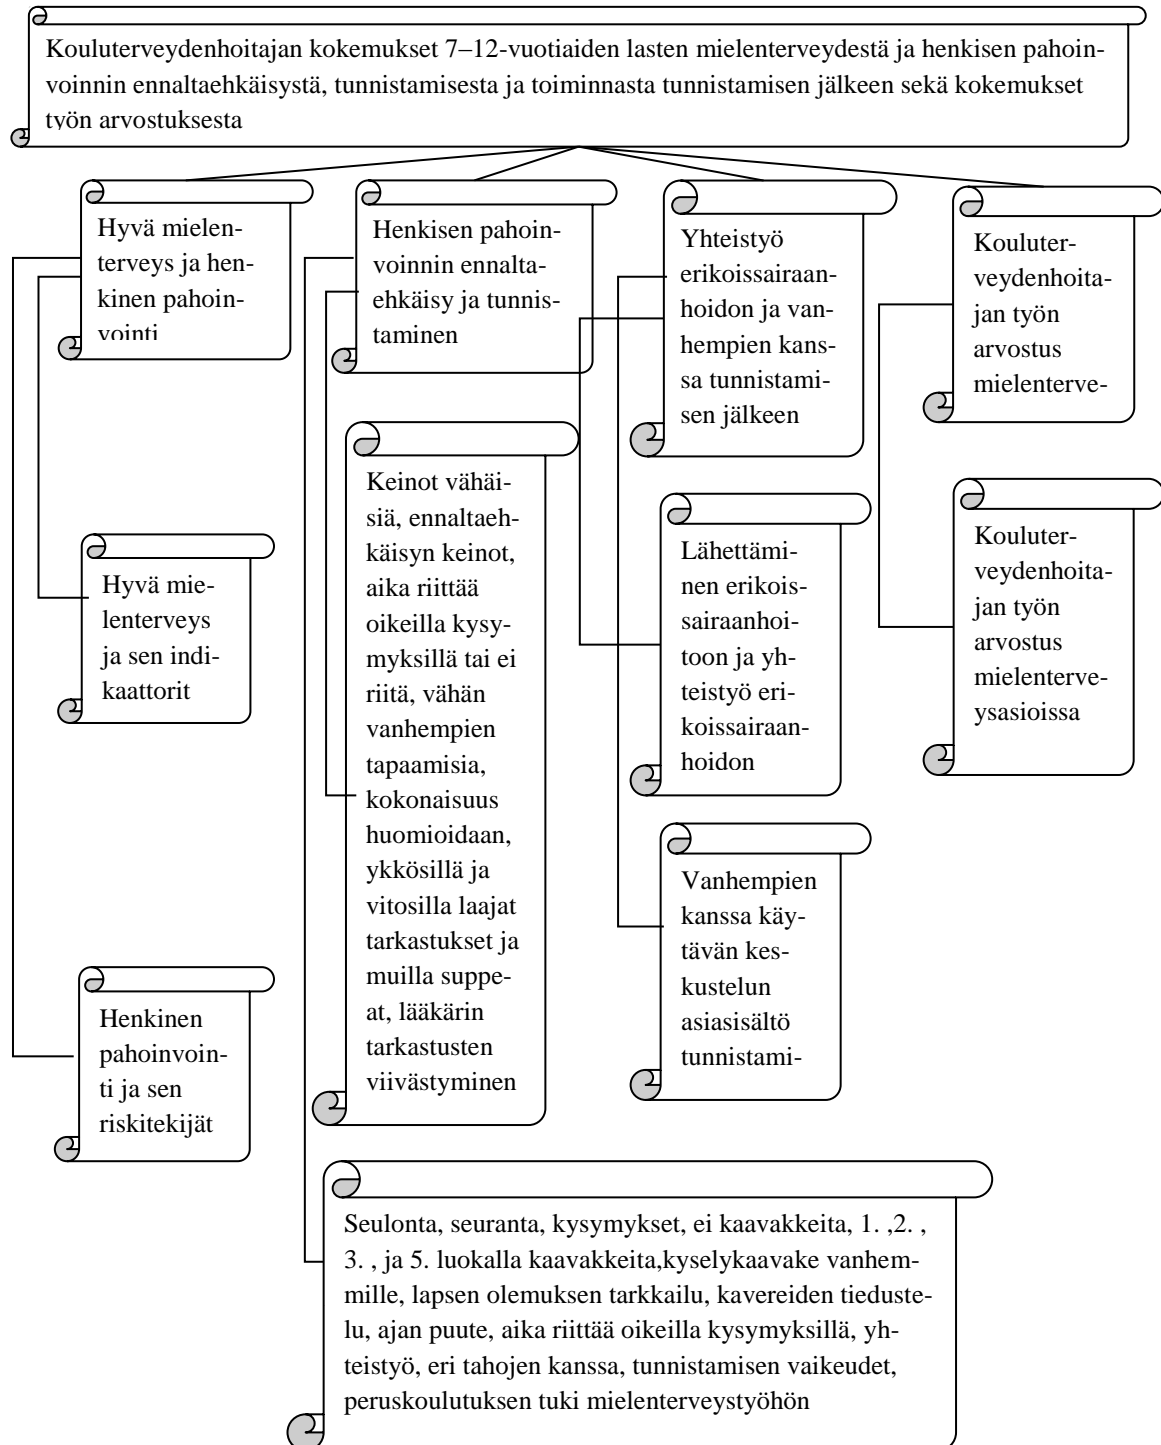 Kouluterveydenhoitajan kokemukset 7–12-vuotiaiden lasten mielenterveydestä ja henkisen pahoin-
voinnin ennaltaehkäisystä, tunnistamisesta ja toiminnasta tunnistamisen jälkeen sekä kokemukset
työn arvostuksesta
Hyvä mielen-
terveys ja hen-
kinen pahoin-
vointi
Henkisen pahoin-
voinnin ennalta-
ehkäisy ja tunnis-
taminen
Yhteistyö
erikoissairaan-
hoidon ja van-
hempien kans-
sa tunnistami-
sen jälkeen
Kouluter-
veydenhoita-
jan työn
arvostus
mielenterve-
Hyvä mie-
lenterveys
ja sen indi-
kaattorit
Keinot vähäi-
siä, ennaltaeh-
käisyn keinot,
aika riittää
oikeilla kysy-
myksillä tai ei
riitä, vähän
vanhempien
tapaamisia,
kokonaisuus
huomioidaan,
ykkösillä ja
vitosilla laajat
tarkastukset ja
muilla suppe-
at, lääkärin
tarkastusten
viivästyminen
Lähettämi-
nen erikois-
sairaanhoi-
toon ja yh-
teistyö eri-
koissairaan-
hoidon
Kouluter-
veydenhoita-
jan työn
arvostus
mielenterve-
ysasioissa
Henkinen
pahoinvoin-
ti ja sen
riskitekijät
Vanhempien
kanssa käy-
tävän kes-
kustelun
asiasisältö
tunnistami-
Seulonta, seuranta, kysymykset, ei kaavakkeita, 1. ,2. ,
3. , ja 5. luokalla kaavakkeita,kyselykaavake vanhem-
mille, lapsen olemuksen tarkkailu, kavereiden tieduste-
lu, ajan puute, aika riittää oikeilla kysymyksillä, yh-
teistyö, eri tahojen kanssa, tunnistamisen vaikeudet,
peruskoulutuksen tuki mielenterveystyöhön